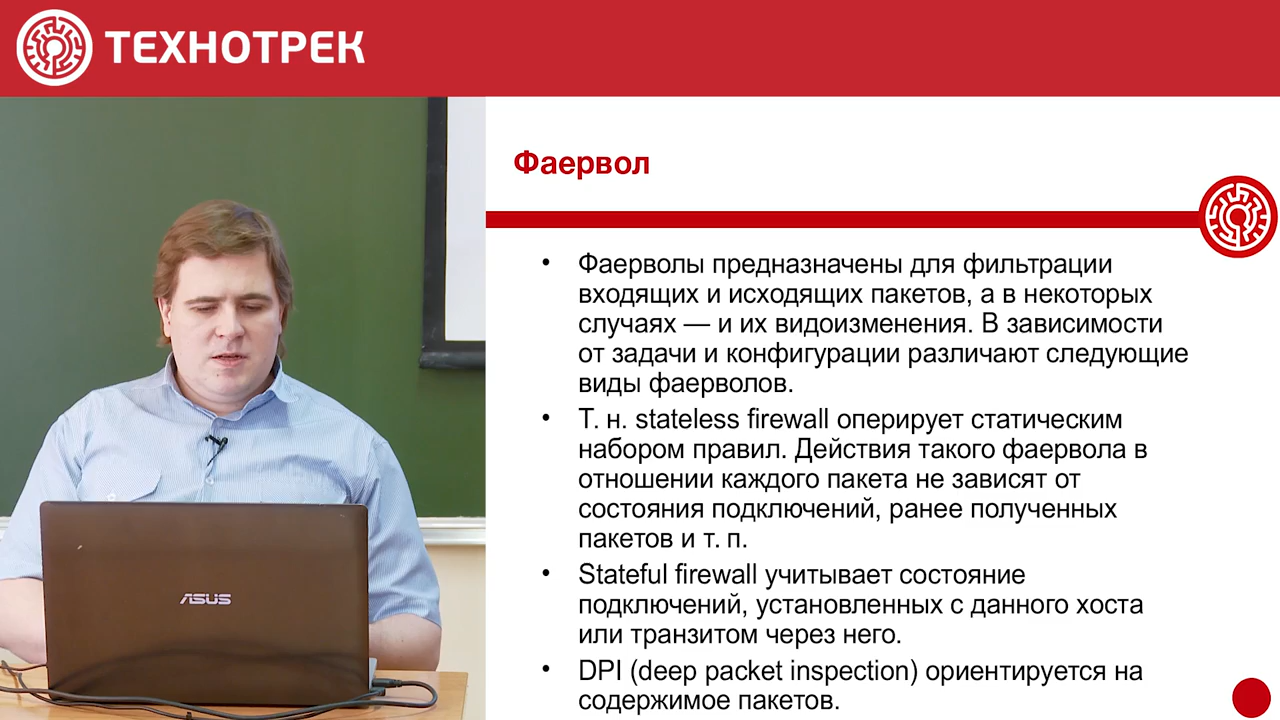 ТЕХНОТРЕК
Фаервол
• Фаерволы предназначены для фильтрации
входящих и исходящих пакетов, а в некоторых
случаях — и их видоизменения. В зависимости
от задачи и конфигурации различают следующие
виды фаерволов.
• Т. н. stateless firewall оперирует статическим
набором правил. Действия такого фаервола в
отношении каждого пакета не зависят от
состояния подключений, ранее полученных
пакетов и т. п.
• Stateful firewall учитывает состояние
подключений, установленных с данного хоста
или транзитом через него.
• DPI (deep packet inspection) ориентируется на
содержимое пакетов.
ASUS